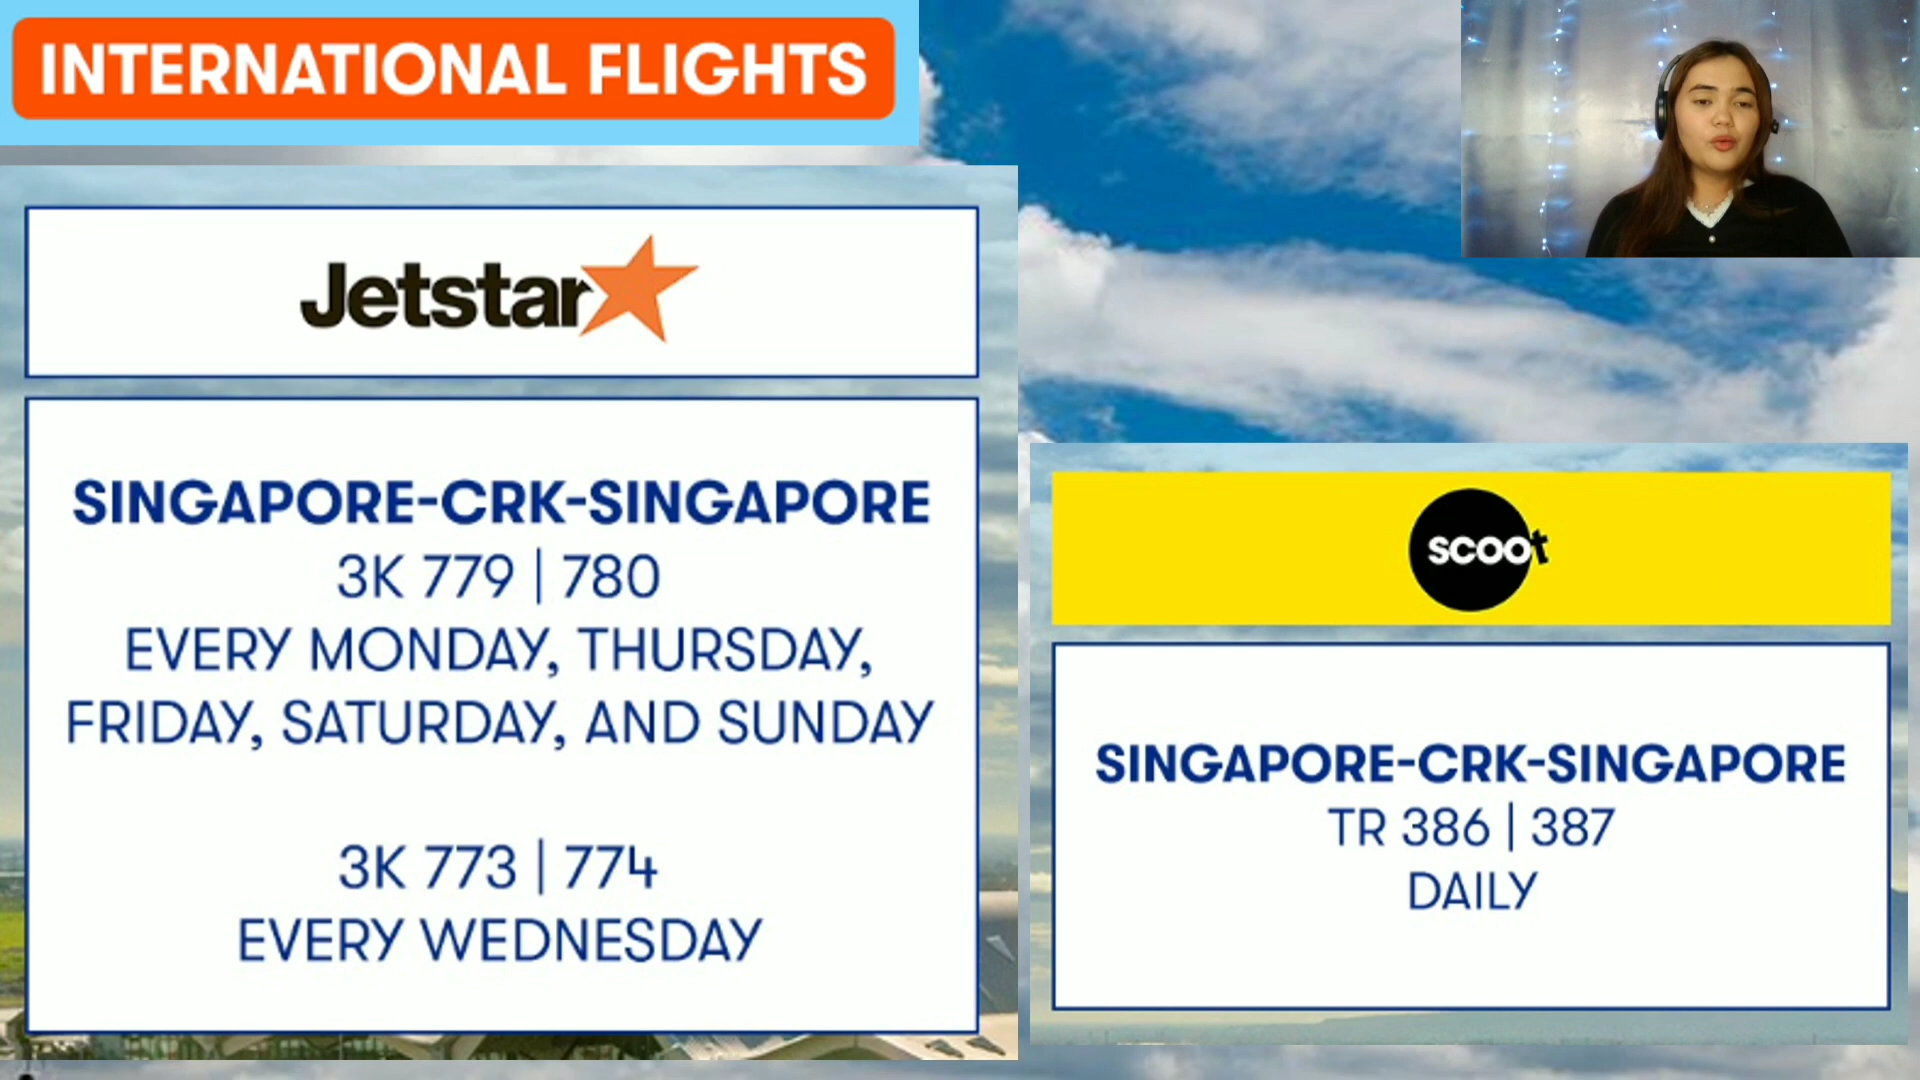 INTERNATIONAL FLIGHTS
Jetstar
SINGAPORE-CRK-SINGAPORE
3K 779 | 780
EVERY MONDAY, THURSDAY,
FRIDAY, SATURDAY, AND SUNDAY
3K 773 | 774
EVERY WEDNESDAY
scoot
SINGAPORE-CRK-SINGAPORE
TR 386 | 387
DAILY